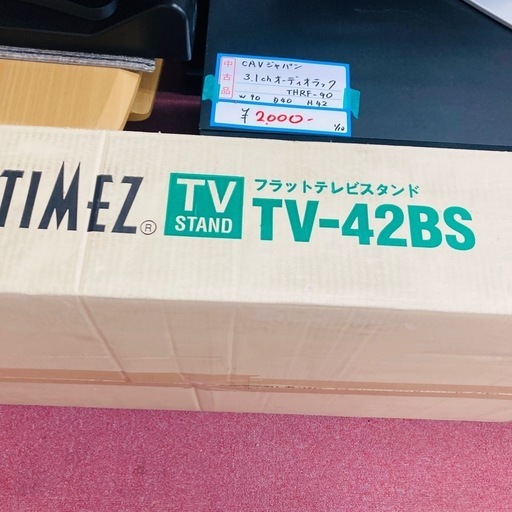 中古品
CAVジャパン
3.1chオーディオラック
THRF-90
W90 D40 H42
¥2000-
1/10
TIMEZ®
TV
STAND
フラットテレビスタンド
TV-42BS